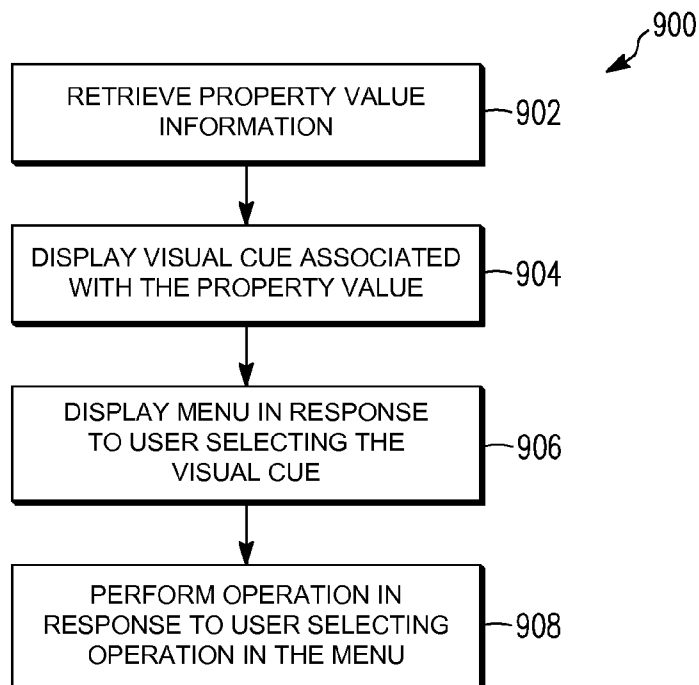 900
RETRIEVE PROPERTY VALUE
INFORMATION
902
DISPLAY VISUAL CUE ASSOCIATED
WITH THE PROPERTY VALUE
904
DISPLAY MENU IN RESPONSE
TO USER SELECTING THE
VISUAL CUE
906
PERFORM OPERATION IN
RESPONSE TO USER SELECTING
OPERATION IN THE MENU
908